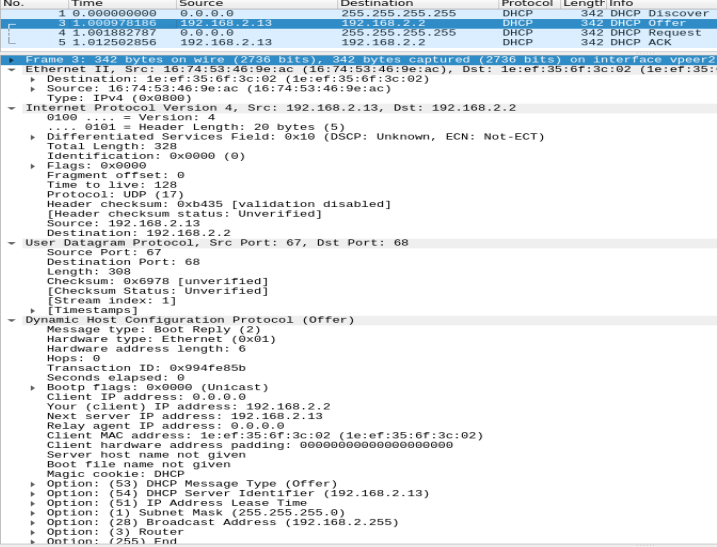 No. Time Source Destination Protocol Length Info
1 0.000000000 0.0.0.0 255.255.255.255 DHCP 342 DHCP Discover
3 1.000978186 192.168.2.13 192.168.2.2 DHCP 342 DHCP Offer
4 1.001882787 0.0.0.0 255.255.255.255 DHCP 342 DHCP Request
5 1.012502856 192.168.2.13 192.168.2.2 DHCP 342 DHCP ACK
Frame 3: 342 bytes on wire (2736 bits), 342 bytes captured (2736 bits) on interface vpeer2
Ethernet II, Src: 16:74:53:46:9e:ac (16:74:53:46:9e:ac), Dst: 1e:ef:35:6f:3c:02 (1e:ef:35:
Destination: 1e:ef:35:6f:3c:02 (1e:ef:35:6f:3c:02)
Source: 16:74:53:46:9e:ac (16:74:53:46:9e:ac)
Type: IPv4 (0x0800)
Internet Protocol Version 4, Src: 192.168.2.13, Dst: 192.168.2.2
0100 .... = Version: 4
.... 0101 = Header Length: 20 bytes (5)
Differentiated Services Field: 0x10 (DSCP: Unknown, ECN: Not-ECT)
Total Length: 328
Identification: 0x0000 (0)
Flags: 0x0000
Fragment offset: 0
Time to live: 128
Protocol: UDP (17)
Header checksum: 0xb435 [validation disabled]
[Header checksum status: Unverified]
Source: 192.168.2.13
Destination: 192.168.2.2
User Datagram Protocol, Src Port: 67, Dst Port: 68
Source Port: 67
Destination Port: 68
Length: 308
Checksum: 0x6978 [unverified]
[Checksum Status: Unverified]
[Stream index: 1]
[Timestamps]
Dynamic Host Configuration Protocol (Offer)
Message type: Boot Reply (2)
Hardware type: Ethernet (0x01)
Hardware address length: 6
Hops: 0
Transaction ID: 0x994fe85b
Seconds elapsed: 0
Bootp flags: 0x0000 (Unicast)
Client IP address: 0.0.0.0
Your (client) IP address: 192.168.2.2
Next server IP address: 192.168.2.13
Relay agent IP address: 0.0.0.0
Client MAC address: 1e:ef:35:6f:3c:02 (1e:ef:35:6f:3c:02)
Client hardware address padding: 00000000000000000000
Server host name not given
Boot file name not given
Magic cookie: DHCP
Option: (53) DHCP Message Type (Offer)
Option: (54) DHCP Server Identifier (192.168.2.13)
Option: (51) IP Address Lease Time
Option: (1) Subnet Mask (255.255.255.0)
Option: (28) Broadcast Address (192.168.2.255)
Option: (3) Router
Option: (255) End